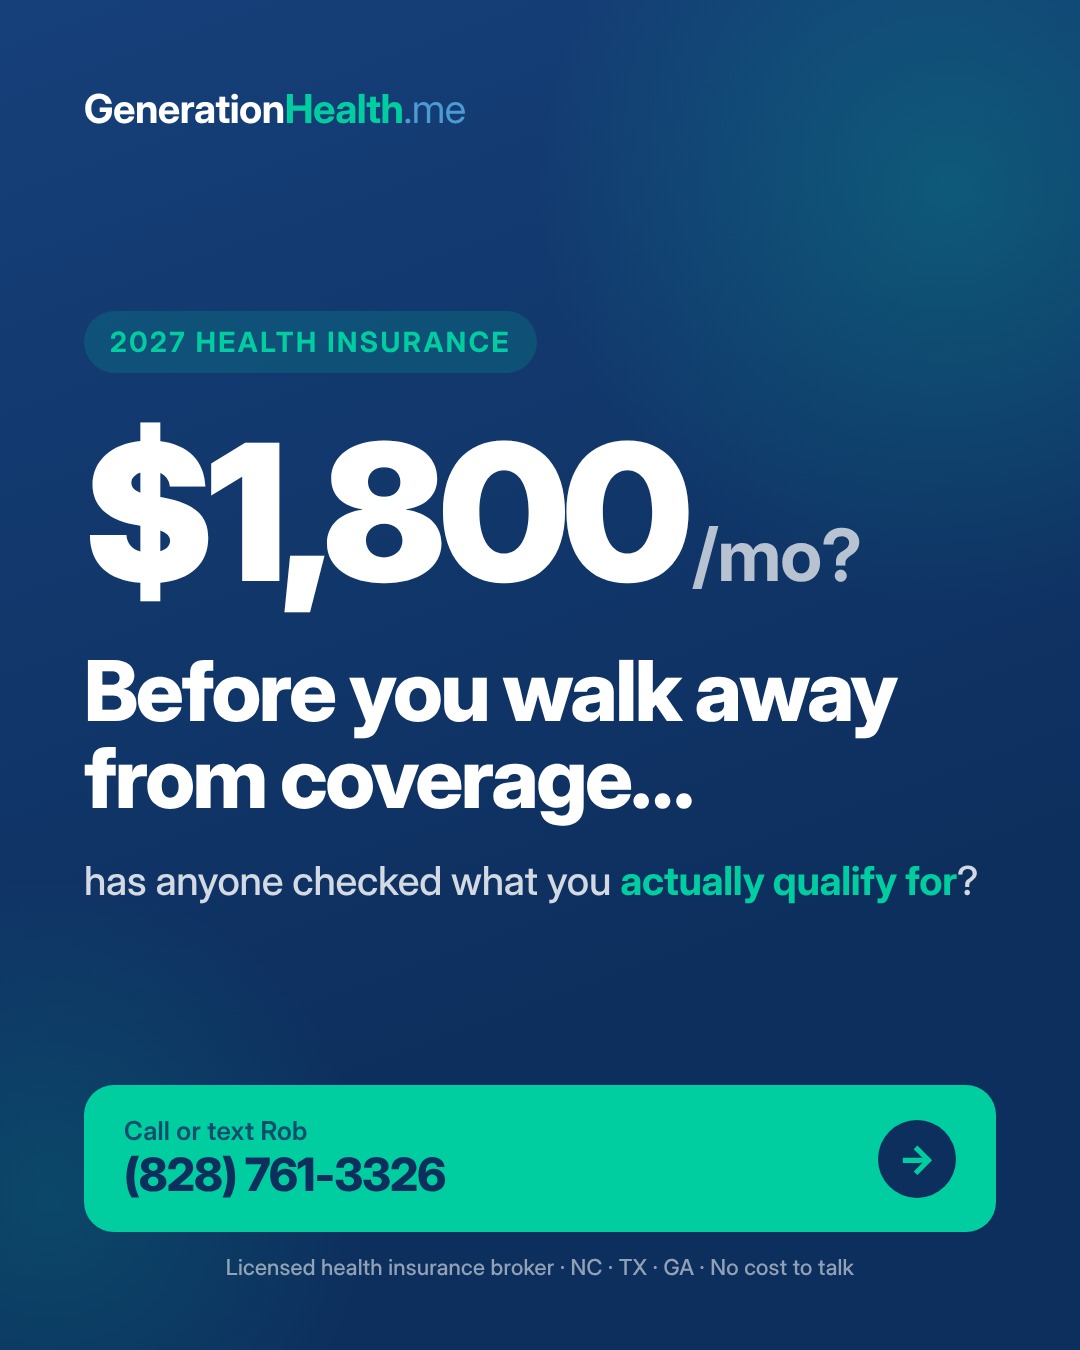 GenerationHealth.me
2027 HEALTH INSURANCE
$1,800/mo?
Before you walk away
from coverage...
has anyone checked what you actually qualify for?
Call or text Rob
(828) 761-3326
Licensed health insurance broker · NC · TX · GA · No cost to talk